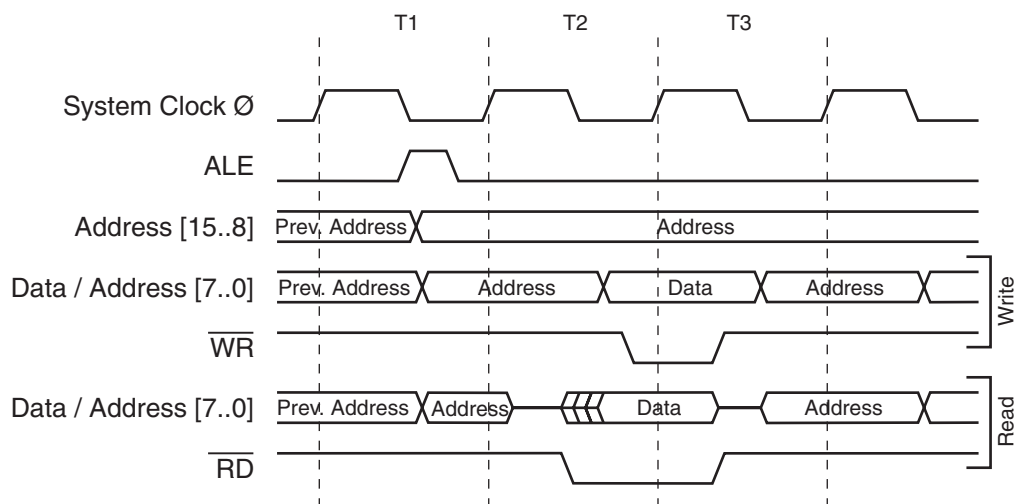 T1 T2 T3
System Clock Ø
ALE
Address [15..8] Prev. Address Address
Data / Address [7..0] Prev. Address Address Data Address
WR
Write
Data / Address [7..0] Prev. Address Address Data Address
RD
Read